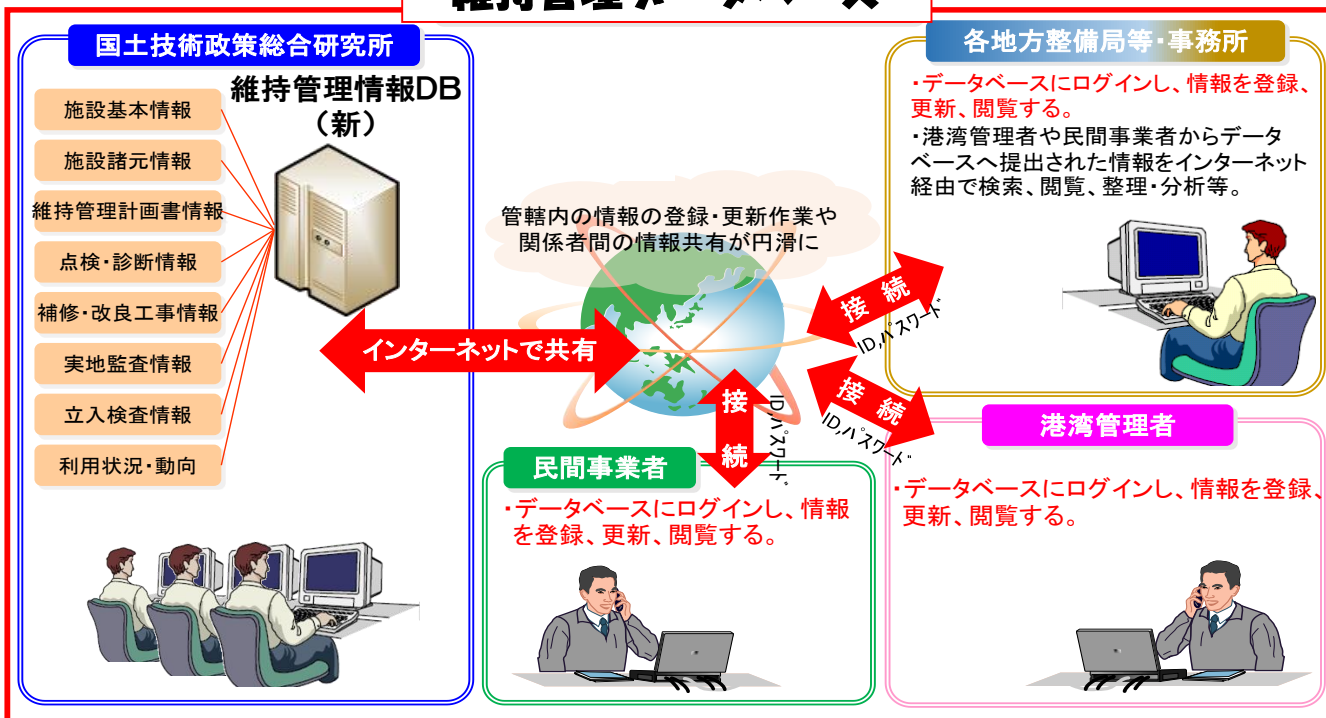 維持管理データベース
国土技術政策総合研究所
維持管理情報DB
（新）
施設基本情報
施設諸元情報
維持管理計画書情報
点検・診断情報
補修・改良工事情報
実地監査情報
立入検査情報
利用状況・動向
管轄内の情報の登録・更新作業や
関係者間の情報共有が円滑に
インターネットで共有
接続
ID,パスワード
接続
ID,パスワード
接続
ID,パスワード
各地方整備局等・事務所
・データベースにログインし、情報を登録、
更新、閲覧する。
・港湾管理者や民間事業者からデータ
ベースへ提出された情報をインターネット
経由で検索、閲覧、整理・分析等。
民間事業者
・データベースにログインし、情報
を登録、更新、閲覧する。
港湾管理者
・データベースにログインし、情報を登録、
更新、閲覧する。